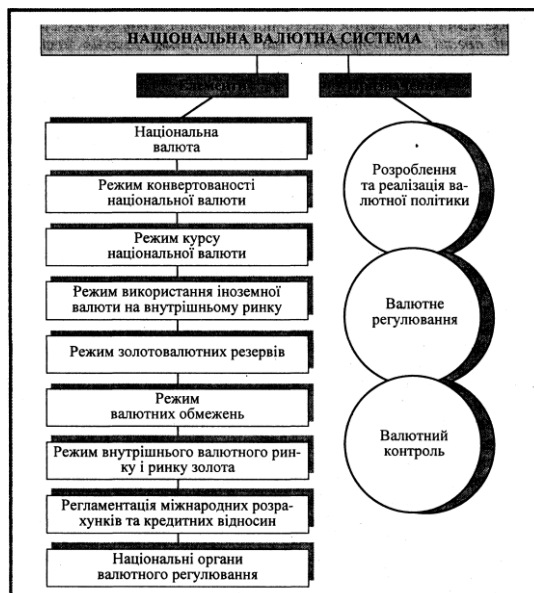 НАЦІОНАЛЬНА ВАЛЮТНА СИСТЕМА
Національна
валюта
Режим конвертованості
національної валюти
Режим курсу
національної валюти
Режим використання іноземної
валюти на внутрішньому ринку
Режим золотовалютних резервів
Режим
валютних обмежень
Режим внутрішнього валютного рин-
ку і ринку золота
Регламентація міжнародних розра-
хунків та кредитних відносин
Національні органи
валютного регулювання
Розроблення
та реалізація ва-
лютної політики
Валютне
регулювання
Валютний
контроль